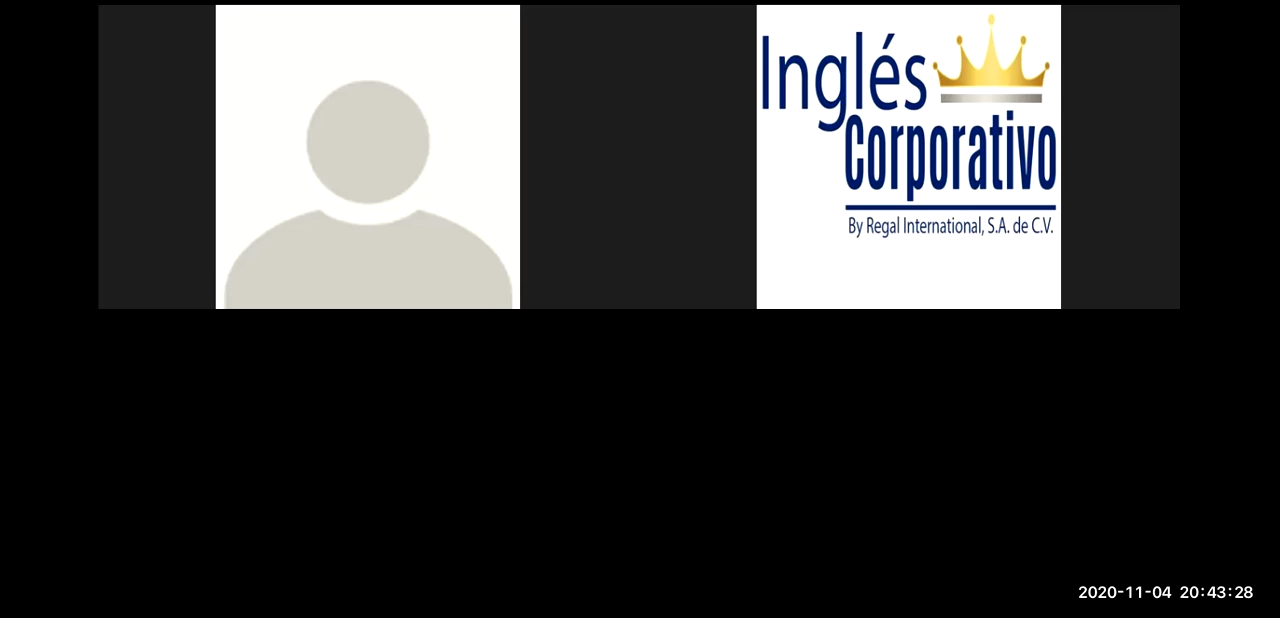 Inglés
Corporativo
By Regal International, S.A. de C.V.
2020-11-04 20:43:28